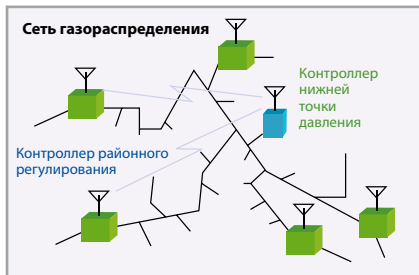 Сеть газораспределения
Контроллер
нижней
точки
давления
Контроллер районного
регулирования